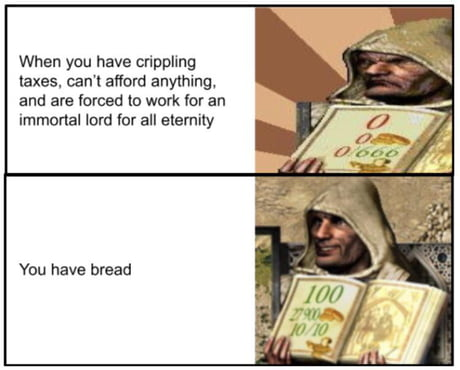 When you have crippling
taxes, can't afford anything,
and are forced to work for an
immortal lord for all eternity
0
0
0/666
You have bread
100
27900
10/10